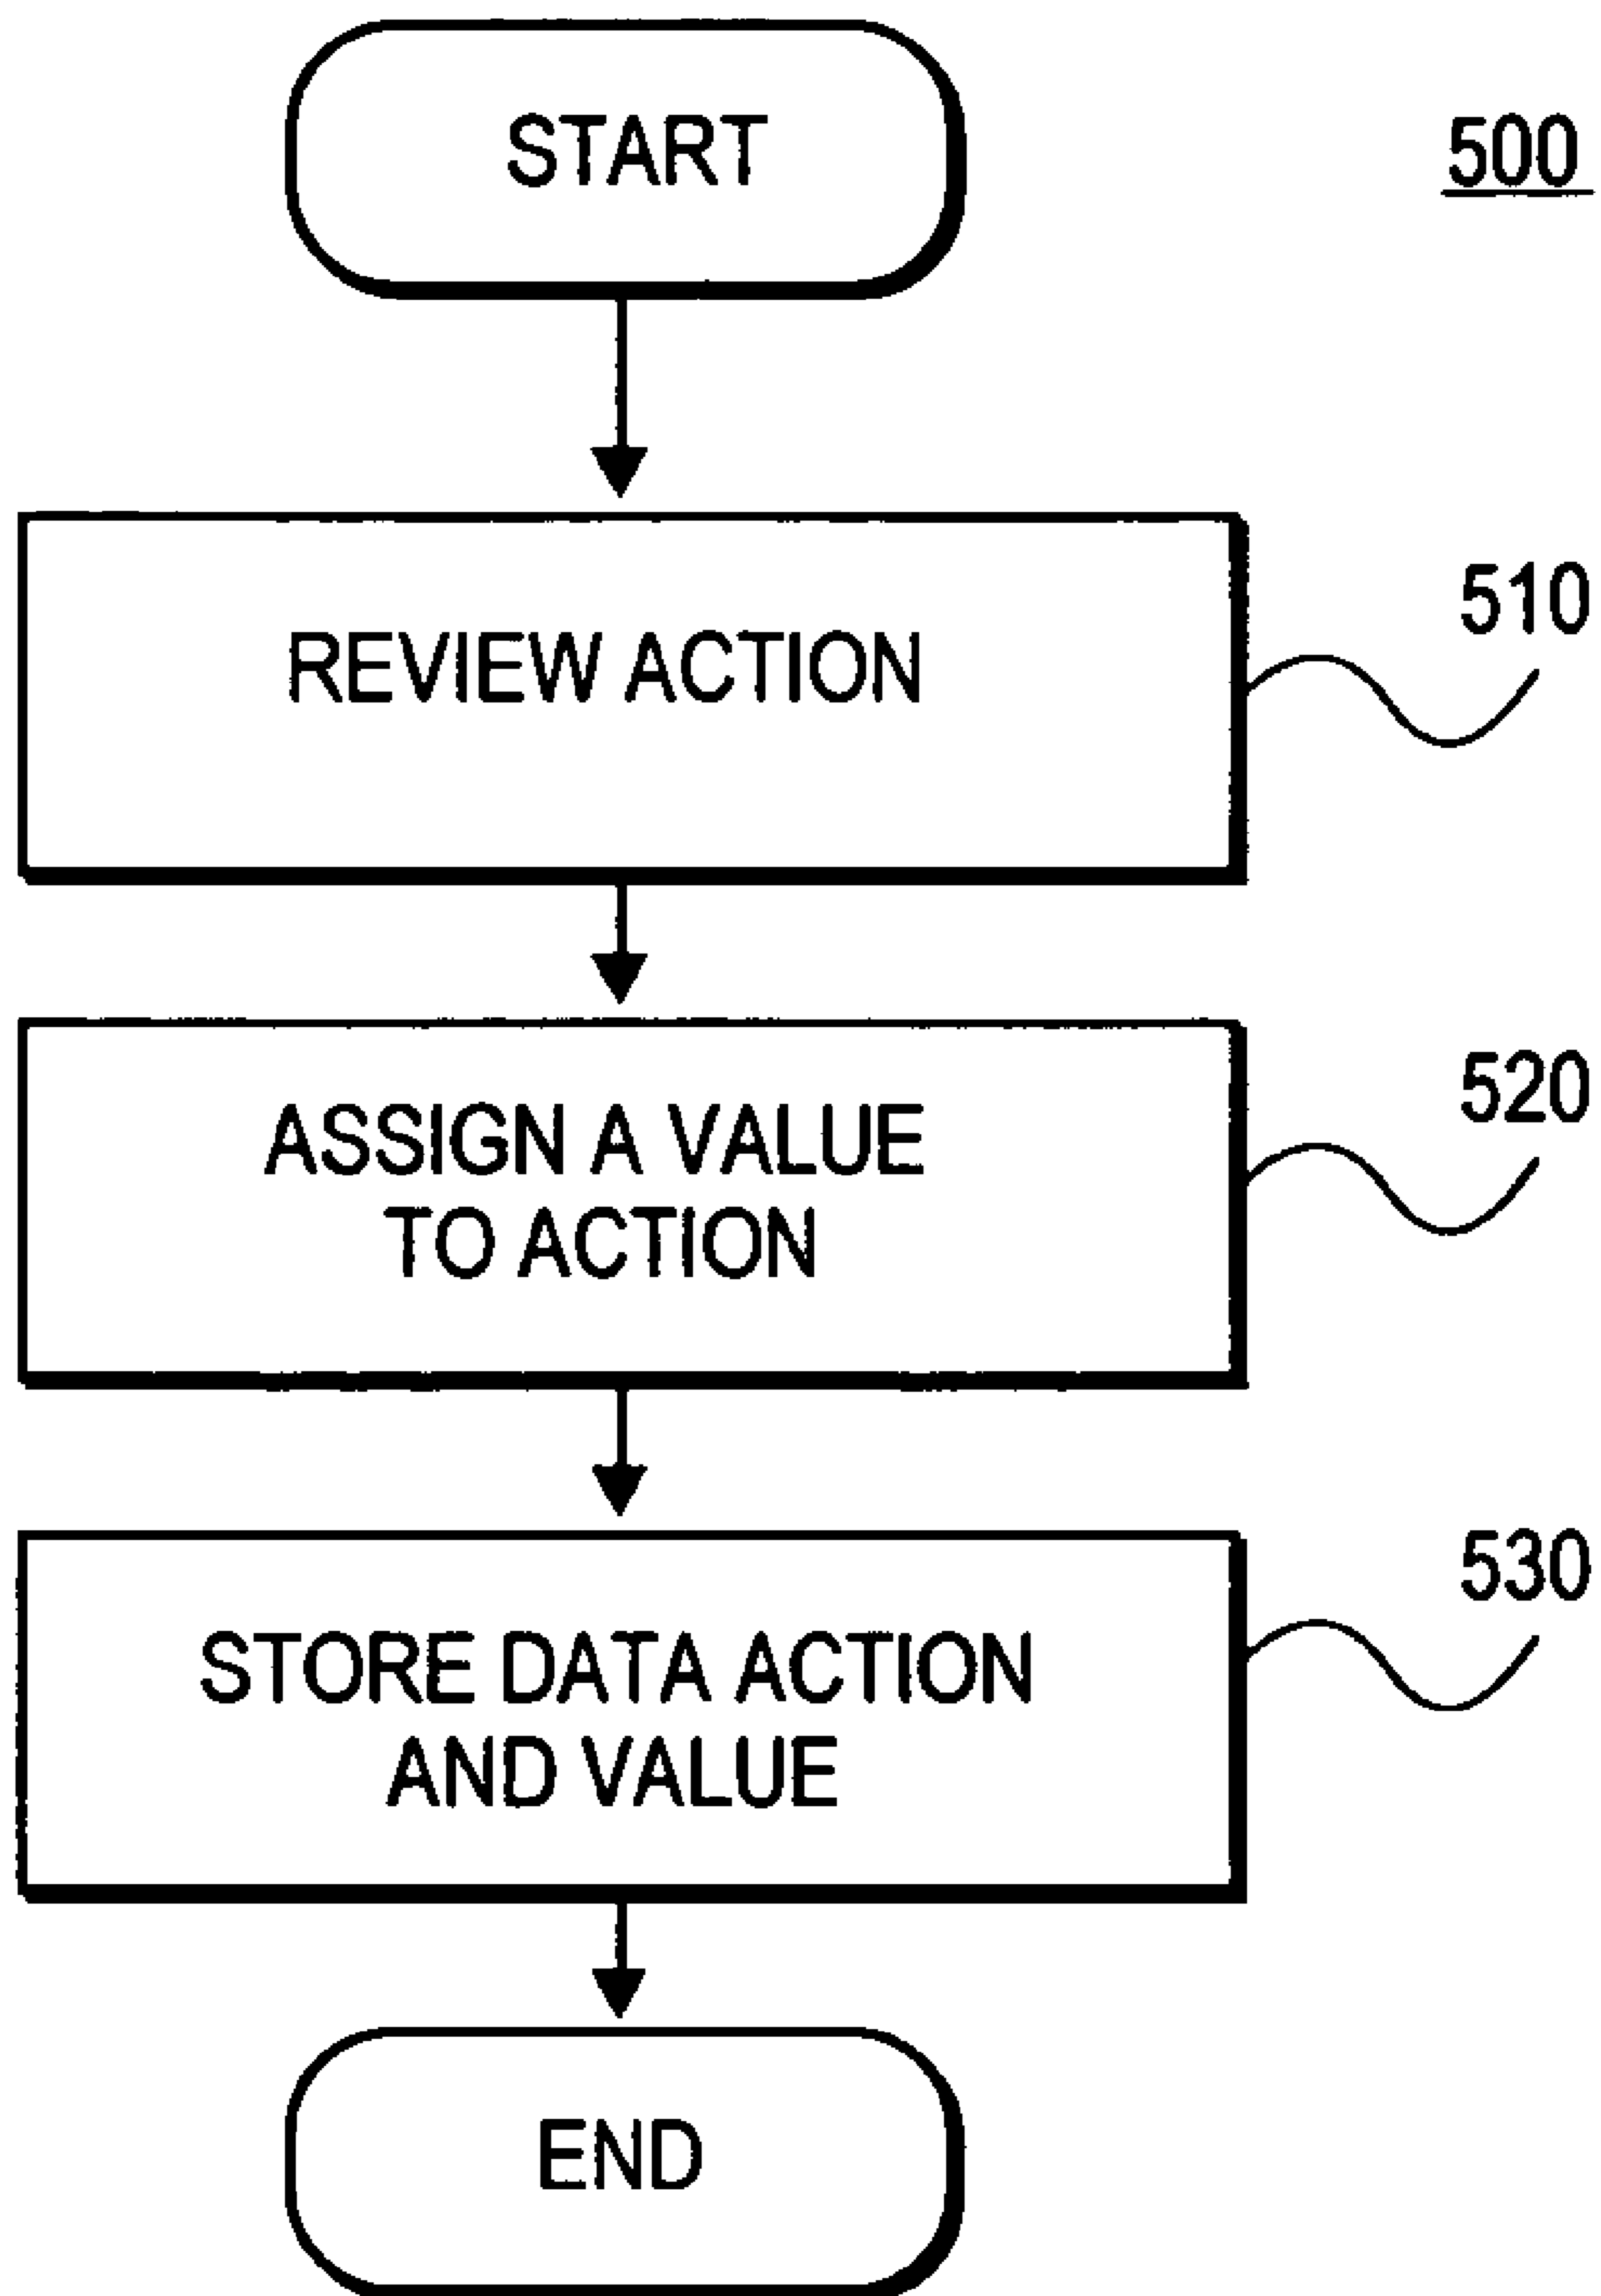 START
500
REVIEW ACTION
510
ASSIGN A VALUE
TO ACTION
520
STORE DATA ACTION
AND VALUE
530
END